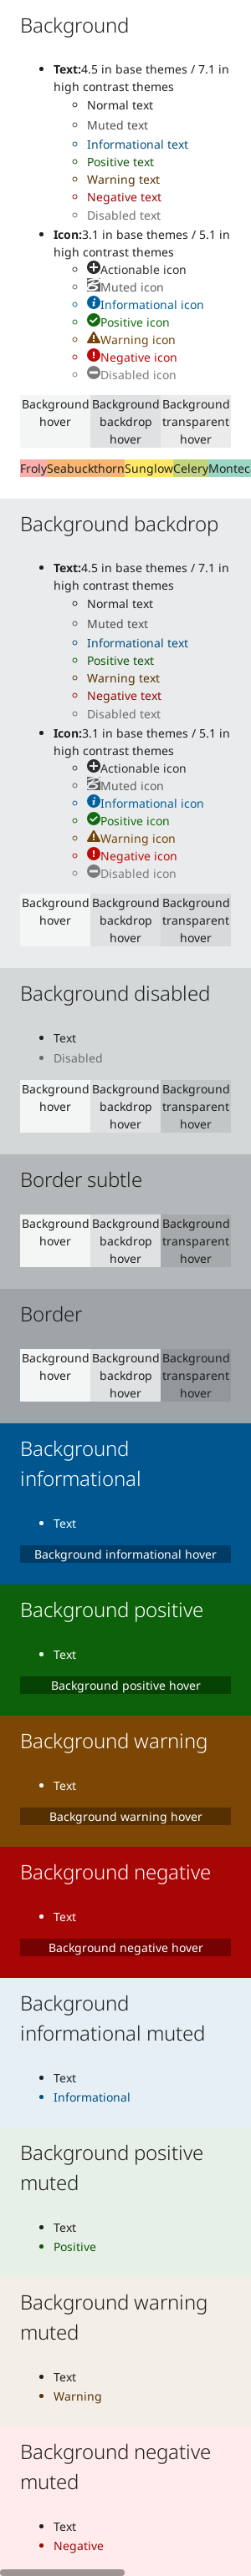 Background
Text:4.5 in base themes / 7.1 in
high contrast themes
Normal text
Muted text
Informational text
Positive text
Warning text
Negative text
Disabled text
Icon:3.1 in base themes / 5.1 in
high contrast themes
Actionable icon
Muted icon
Informational icon
Positive icon
Warning icon
Negative icon
Disabled icon
Background Background Background
hover backdrop transparent
hover hover
Froly Seabuckthorn Sunglow Celery Monteca
Background backdrop
Text:4.5 in base themes / 7.1 in
high contrast themes
Normal text
Muted text
Informational text
Positive text
Warning text
Negative text
Disabled text
Icon:3.1 in base themes / 5.1 in
high contrast themes
Actionable icon
Muted icon
Informational icon
Positive icon
Warning icon
Negative icon
Disabled icon
Background Background Background
hover backdrop transparent
hover hover
Background disabled
Text
Disabled
Background Background Background
hover backdrop transparent
hover hover
Border subtle
Background Background Background
hover backdrop transparent
hover hover
Border
Background Background Background
hover backdrop transparent
hover hover
Background
informational
Text
Background informational hover
Background positive
Text
Background positive hover
Background warning
Text
Background warning hover
Background negative
Text
Background negative hover
Background
informational muted
Text
Informational
Background positive
muted
Text
Positive
Background warning
muted
Text
Warning
Background negative
muted
Text
Negative